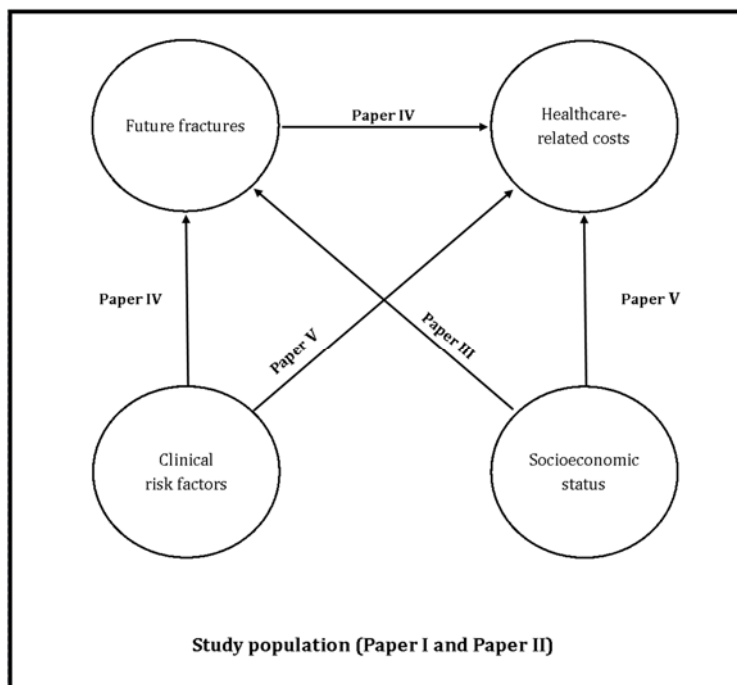 Future fractures
Paper IV
Healthcare-
related costs
Paper IV
Paper V
Paper III
Paper V
Clinical
risk factors
Socioeconomic
status
Study population (Paper I and Paper II)